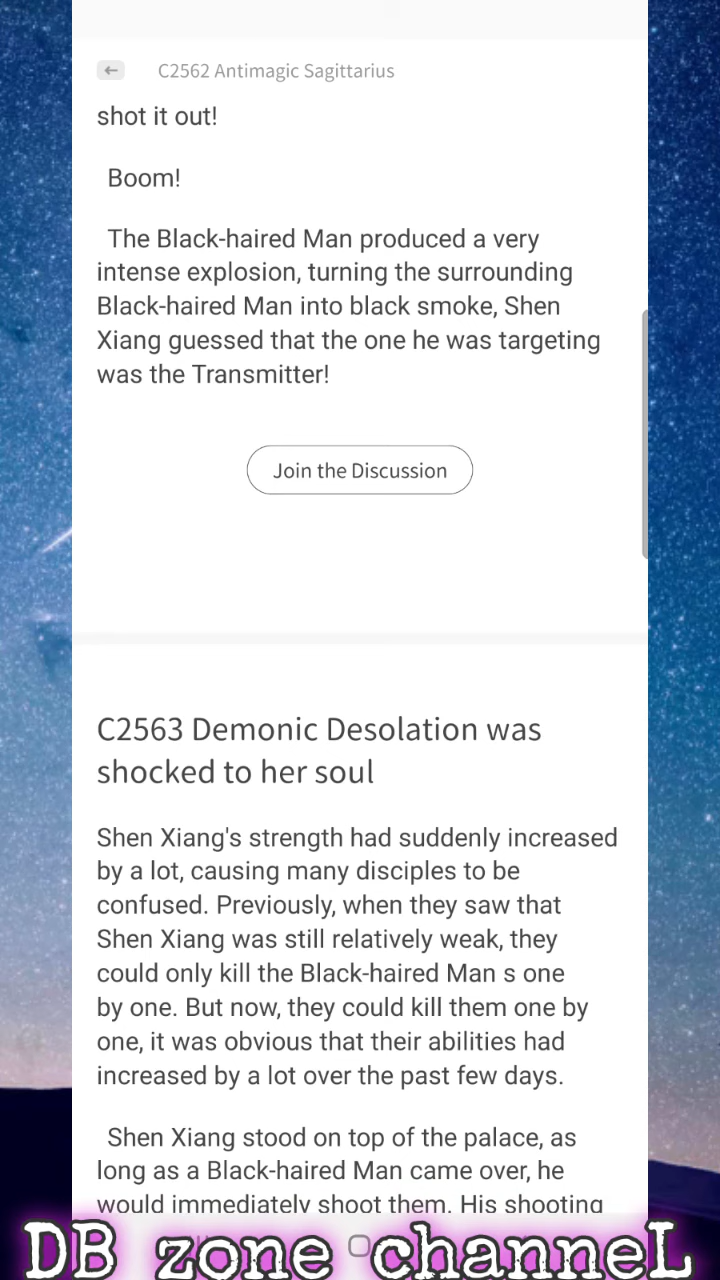 C2562 Antimagic Sagittarius
shot it out!
Boom!
The Black-haired Man produced a very
intense explosion, turning the surrounding
Black-haired Man into black smoke, Shen
Xiang guessed that the one he was targeting
was the Transmitter!
Join the Discussion
C2563 Demonic Desolation was
shocked to her soul
Shen Xiang's strength had suddenly increased
by a lot, causing many disciples to be
confused. Previously, when they saw that
Shen Xiang was still relatively weak, they
could only kill the Black-haired Man s one
by one. But now, they could kill them one by
one, it was obvious that their abilities had
increased by a lot over the past few days.
Shen Xiang stood on top of the palace, as
long as a Black-haired Man came over, he
would immediately shoot them. His shooting
DB zone channeL